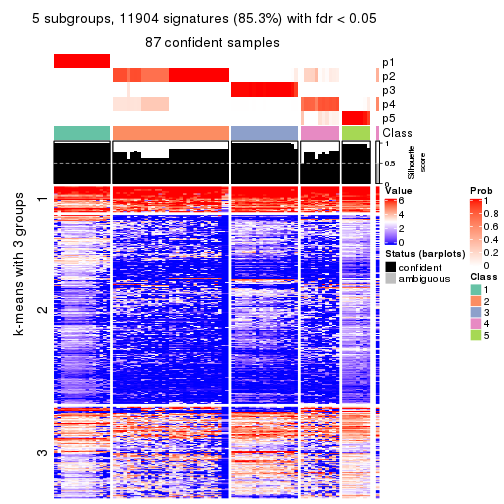 5 subgroups, 11904 signatures (85.3%) with fdr < 0.05
87 confident samples
p1
p2
p3
p4
p5
Class
1
0.5
0
Silhouette
score
k-means with 3 groups
1
2
3
Value
6
4
2
0
Status (barplots)
confident
ambiguous
Prob
1
0.8
0.6
0.4
0.2
0
Class
1
2
3
4
5